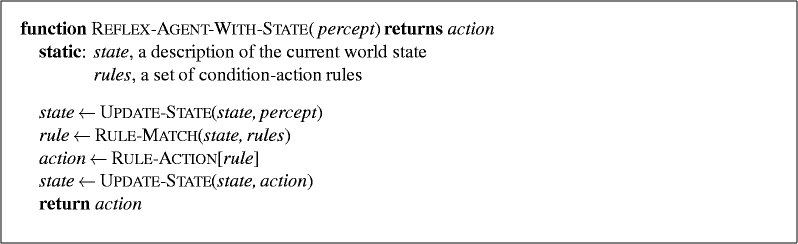 function REFLEX-AGENT-WITH-STATE( percept) returns action
static: state, a description of the current world state
rules, a set of condition-action rules
state ← UPDATE-STATE(state, percept)
rule ← RULE-MATCH(state, rules)
action ← RULE-ACTION[rule]
state ← UPDATE-STATE(state, action)
return action